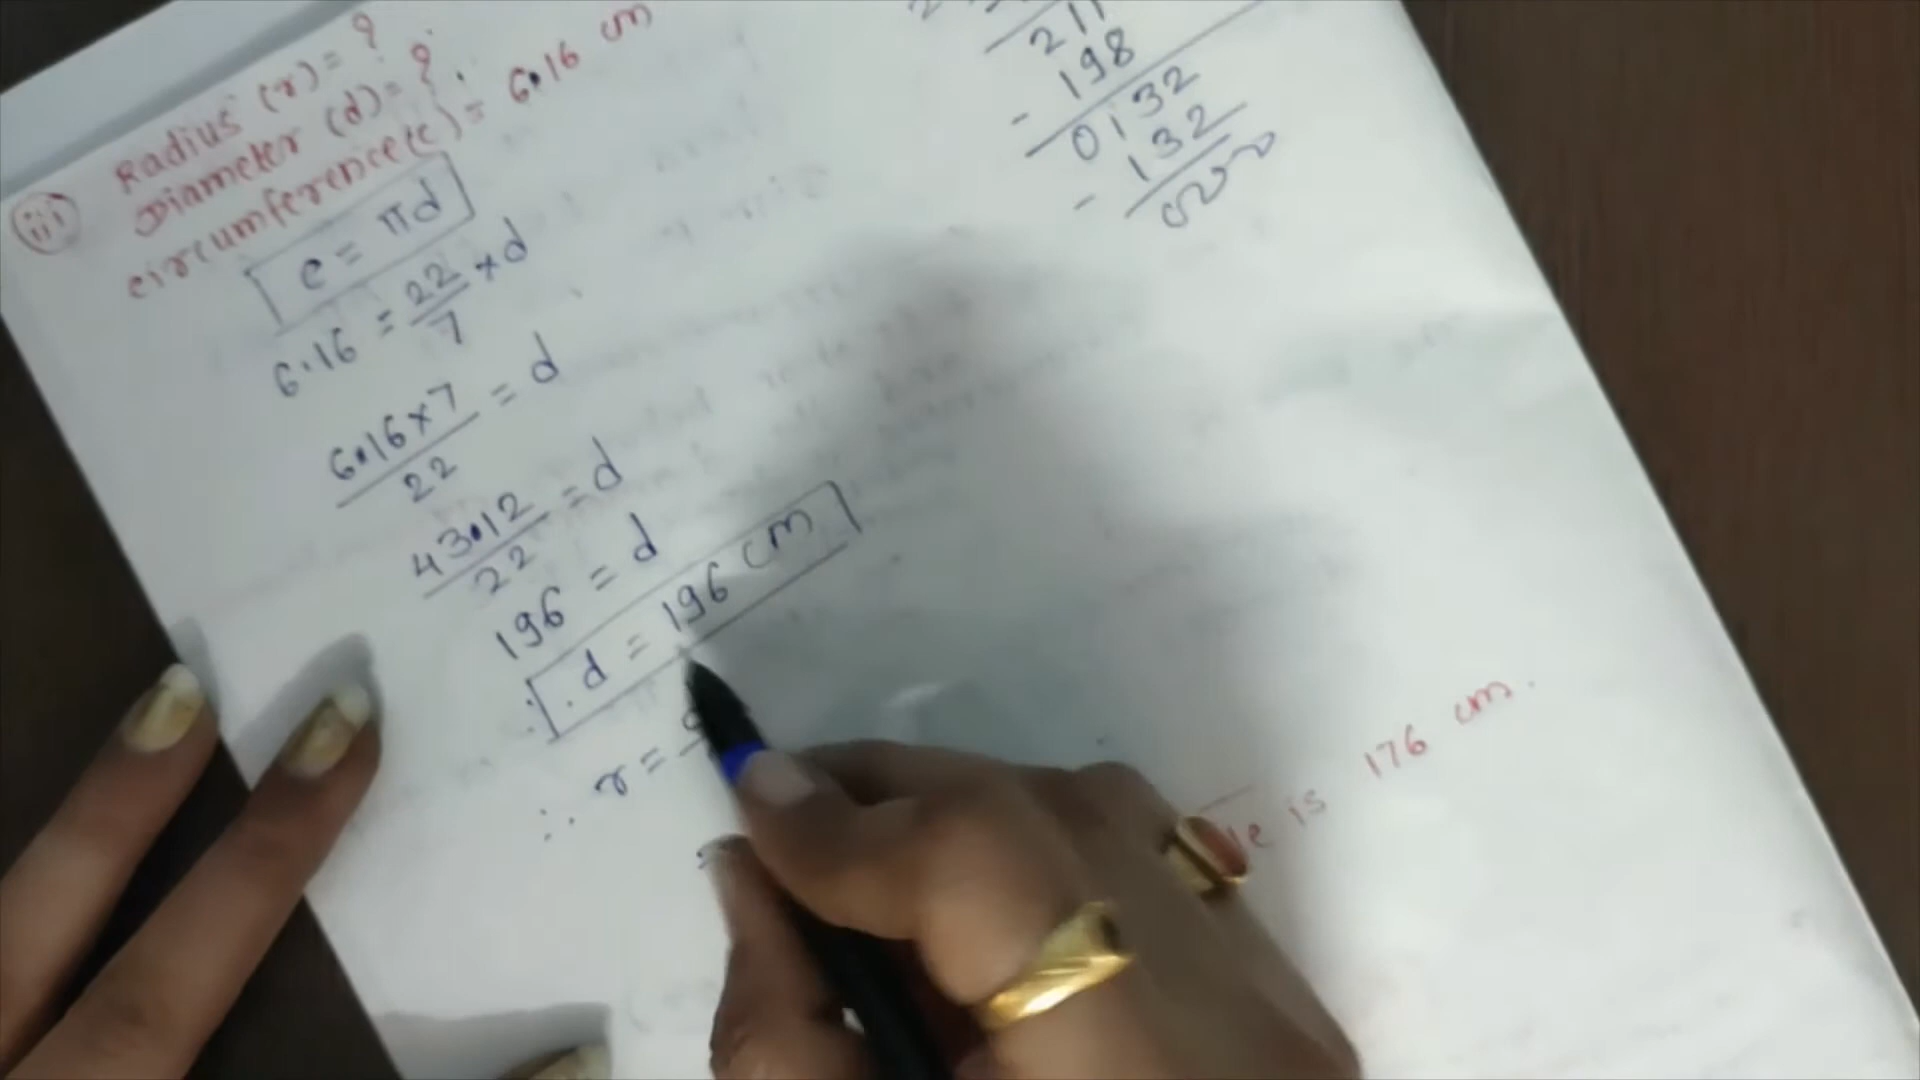 iii Radius (r) = ?
Diameter (d) = ?
circumference(c) = 6.16 cm
c = πd
6.16 = 22/7 × d
6.16×7/22 = d
43.12/22 = d
196 = d
∴ d = 196 cm
∴ r =
=
211
- 198
0132
- 132
000
is 176 cm.